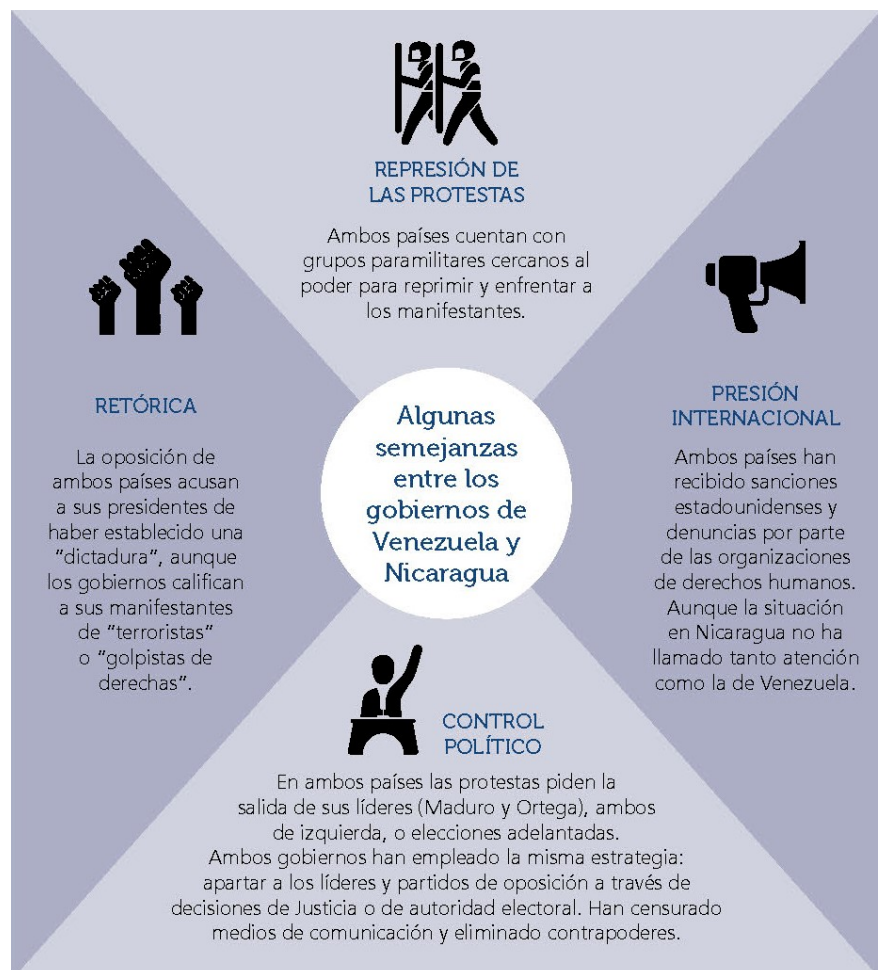 REPRESIÓN DE
LAS PROTESTAS
Ambos países cuentan con
grupos paramilitares cercanos al
poder para reprimir y enfrentar a
los manifestantes.
RETÓRICA
La oposición de
ambos países acusan
a sus presidentes de
haber establecido una
"dictadura", aunque
los gobiernos califican
a sus manifestantes
de "terroristas"
o "golpistas de
derechas".
Algunas
semejanzas
entre los
gobiernos de
Venezuela y
Nicaragua
PRESIÓN
INTERNACIONAL
Ambos países han
recibido sanciones
estadounidenses y
denuncias por parte
de las organizaciones
de derechos humanos.
Aunque la situación
en Nicaragua no ha
llamado tanto atención
como la de Venezuela.
CONTROL
POLÍTICO
En ambos países las protestas piden la
salida de sus líderes (Maduro y Ortega), ambos
de izquierda, o elecciones adelantadas.
Ambos gobiernos han empleado la misma estrategia:
apartar a los líderes y partidos de oposición a través de
decisiones de Justicia o de autoridad electoral. Han censurado
medios de comunicación y eliminado contrapoderes.